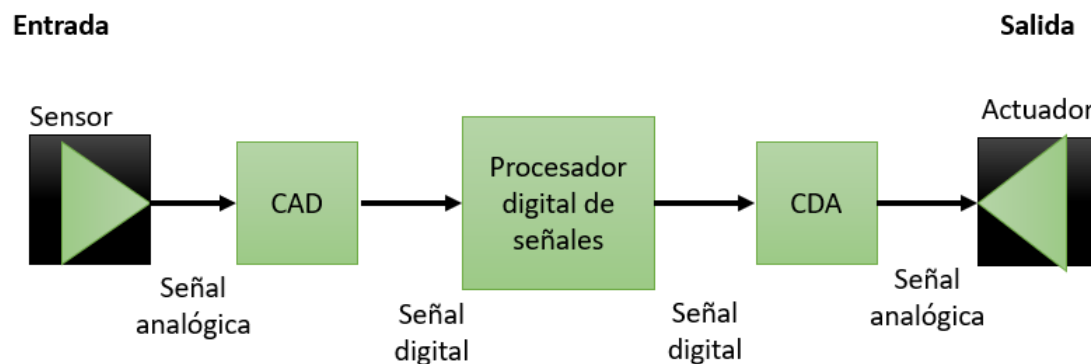 Entrada
Salida
Sensor
Actuador
CAD
Procesador
digital de
señales
CDA
Señal
analógica
Señal
digital
Señal
digital
Señal
analógica